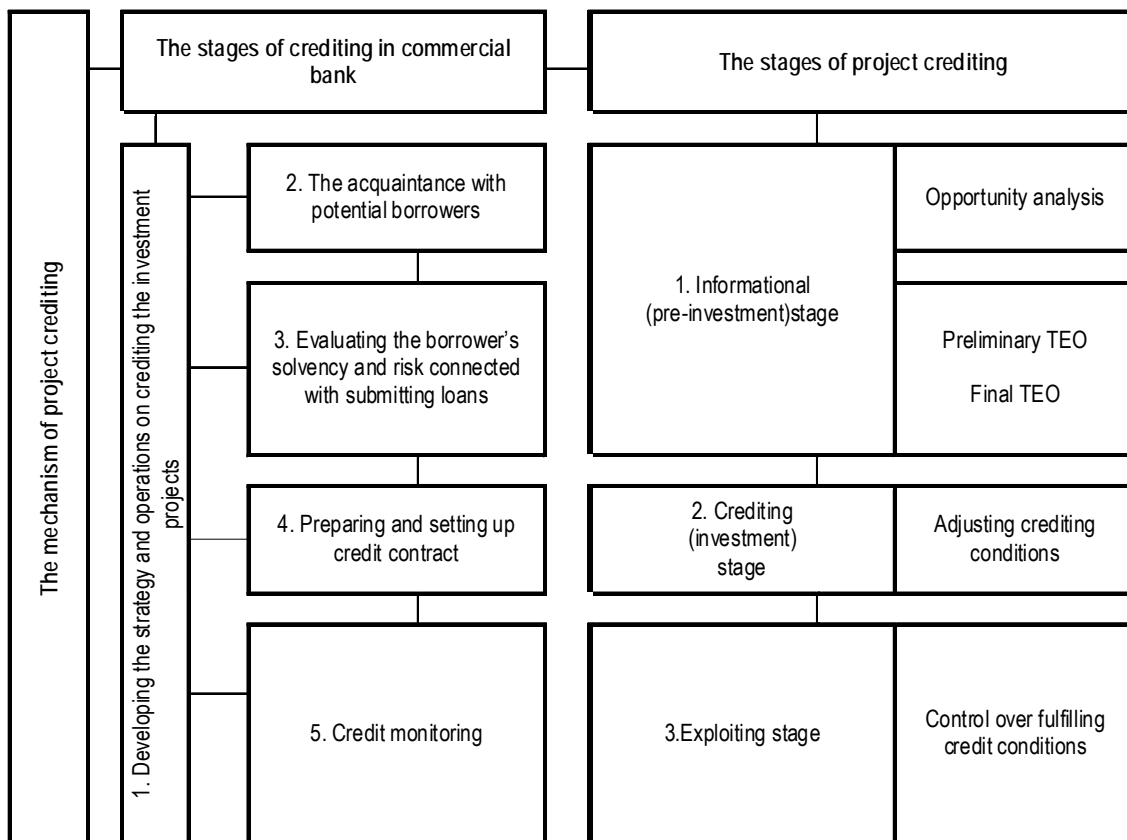 The mechanism of project crediting
The stages of crediting in commercial
bank
The stages of project crediting
1. Developing the strategy and operations on crediting the investment
projects
2. The acquaintance with
potential borrowers
3. Evaluating the borrower's
solvency and risk connected
with submitting loans
4. Preparing and setting up
credit contract
5. Credit monitoring
1. Informational
(pre-investment)stage
Opportunity analysis
Preliminary TEO
Final TEO
2. Crediting
(investment)
stage
Adjusting crediting
conditions
3.Exploiting stage
Control over fulfilling
credit conditions